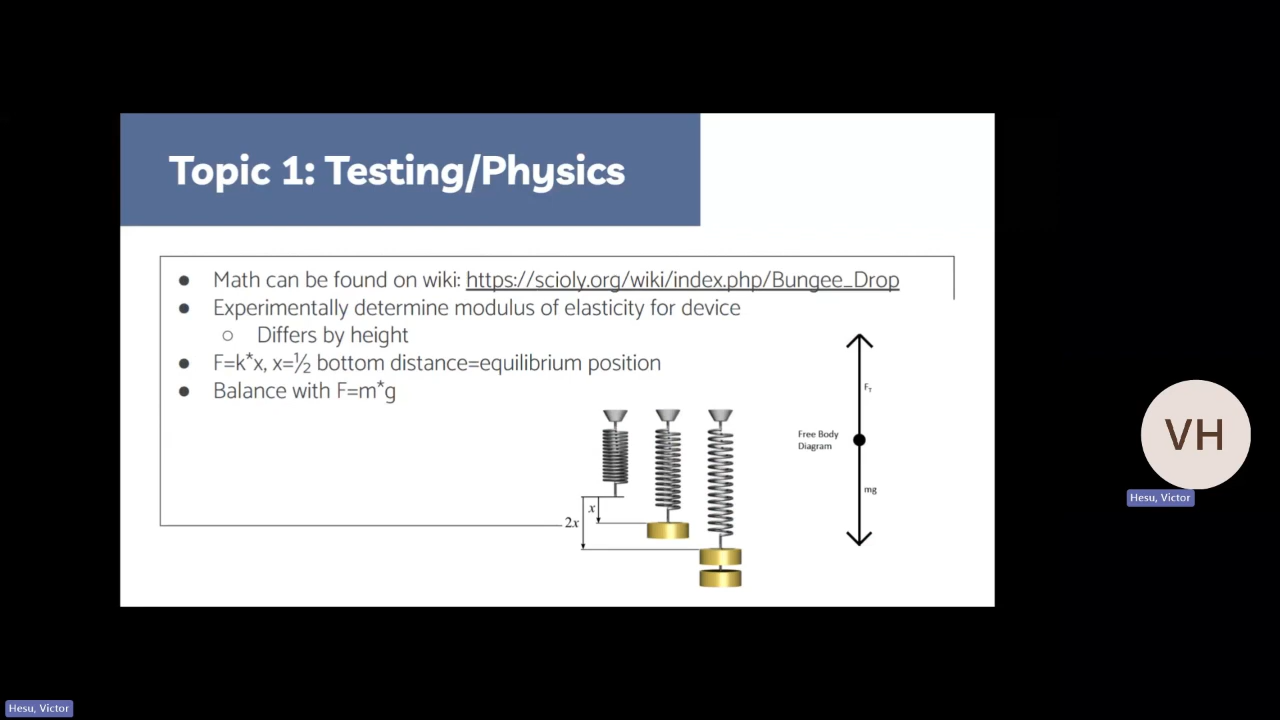 Topic 1: Testing/Physics
● Math can be found on wiki: https://scioly.org/wiki/index.php/Bungee_Drop
● Experimentally determine modulus of elasticity for device
○ Differs by height
● F=k*x, x=½ bottom distance=equilibrium position
● Balance with F=m*g
x
2x
F_T
Free Body
Diagram
mg
VH
Hesu, Victor
Hesu, Victor